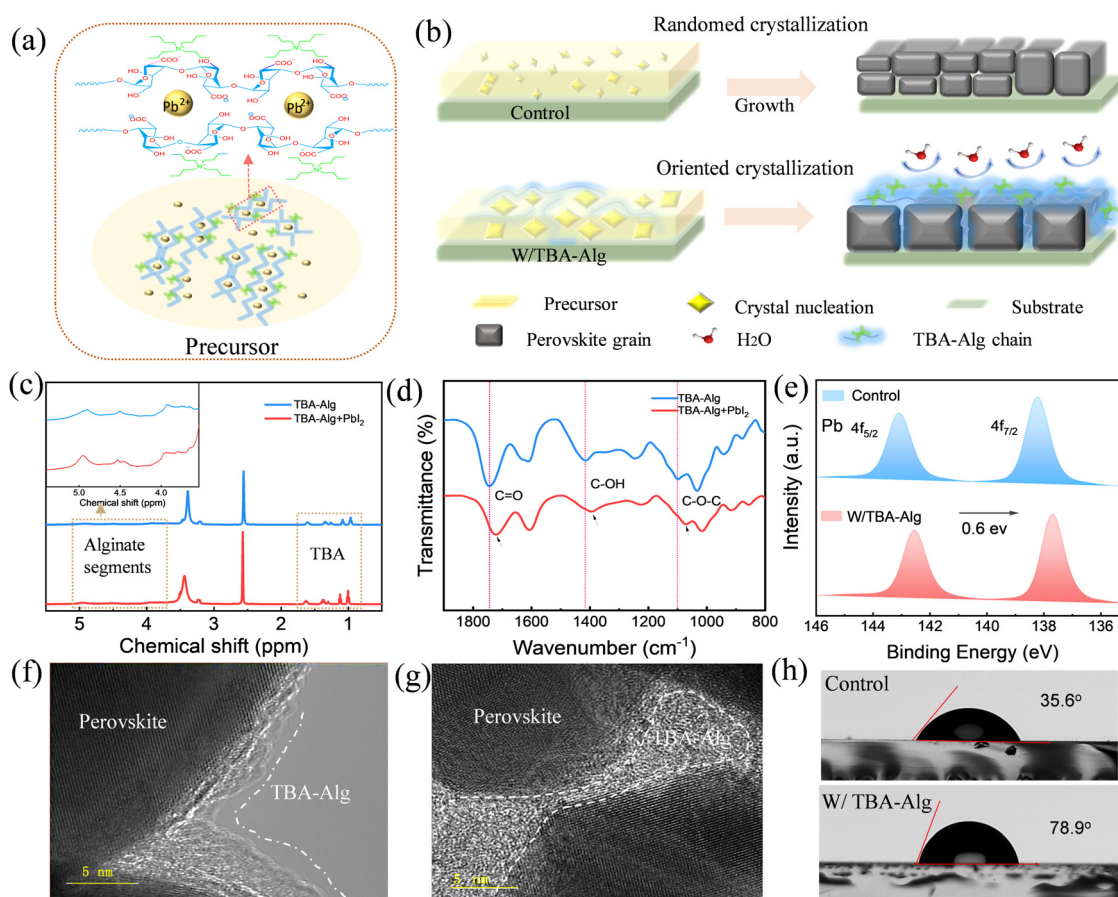 (a)
COO⁻
HO
OH
Pb2+
Pb2+
Precursor
(b)
Randomed crystallization
Control
Growth
Oriented crystallization
W/TBA-Alg
Precursor
Crystal nucleation
Substrate
Perovskite grain
H2O
TBA-Alg chain
(c)
TBA-Alg
TBA-Alg+PbI2
5.0 4.5 4.0
Chemical shift (ppm)
Alginate
segments
TBA
5 4 3 2 1
Chemical shift (ppm)
(d)
Transmittance (%)
TBA-Alg
TBA-Alg+PbI2
C=O
C-OH
C-O-C
1800 1600 1400 1200 1000 800
Wavenumber (cm-1)
(e)
Intensity (a.u.)
Control
Pb 4f5/2
4f7/2
W/TBA-Alg
0.6 ev
146 144 142 140 138 136
Binding Energy (eV)
(f)
Perovskite
TBA-Alg
5 nm
(g)
Perovskite
TBA-Alg
5 nm
(h)
Control
35.6o
W/ TBA-Alg
78.9o